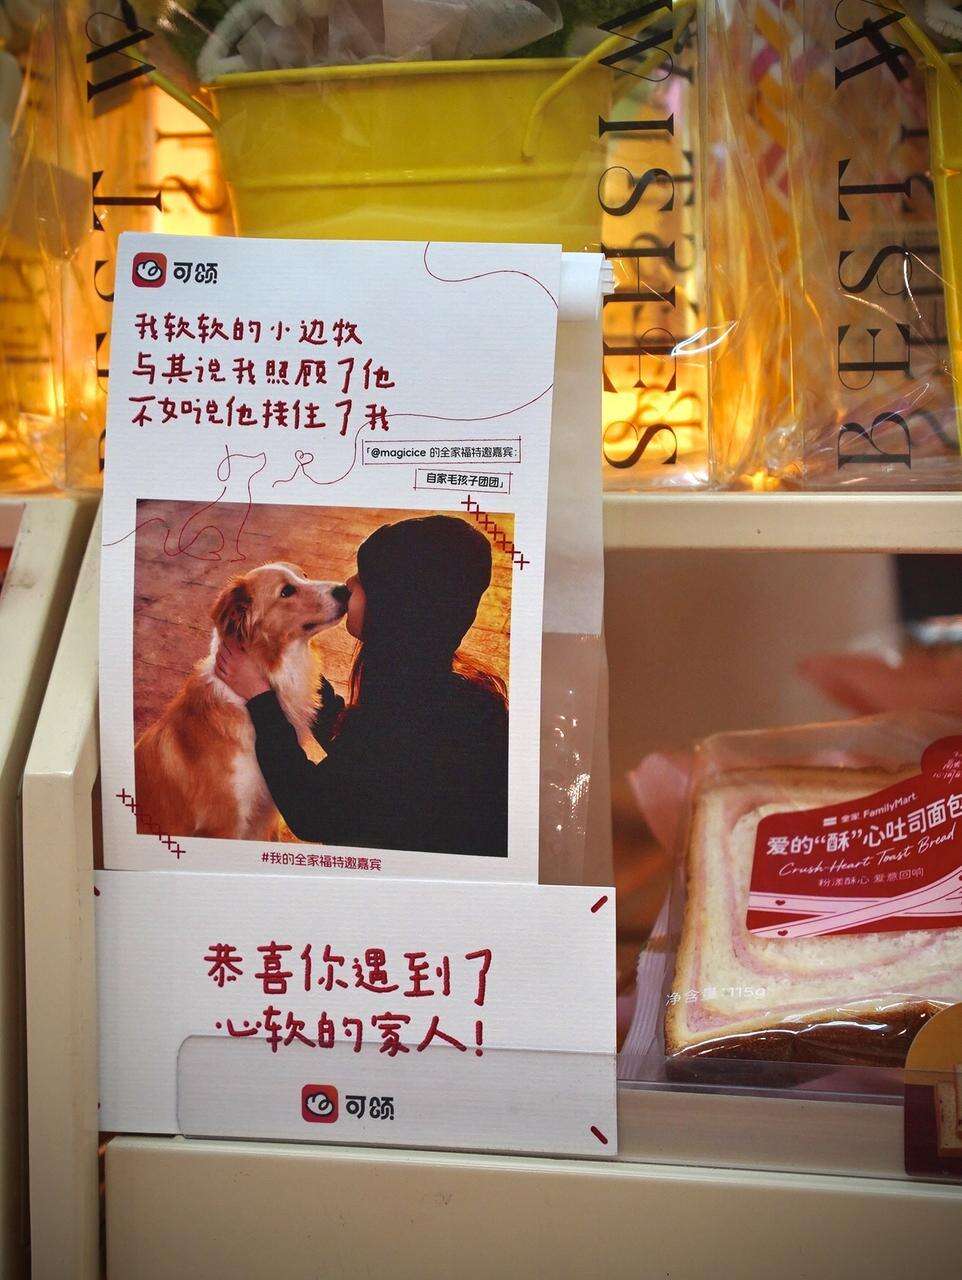 BEST WISHES
BEST
可颂
我软软的小边牧
与其说我照顾了他
不如说他接住了我
「@magicice 的全家福特邀嘉宾:
自家毛孩子团团」
#我的全家福特邀嘉宾
恭喜你遇到了
心软的家人!
可颂
全家 FamilyMart
爱的“酥”心吐司面包
Crush-Heart Toast Bread
粉漾酥心 爱意回响
净含量:115g